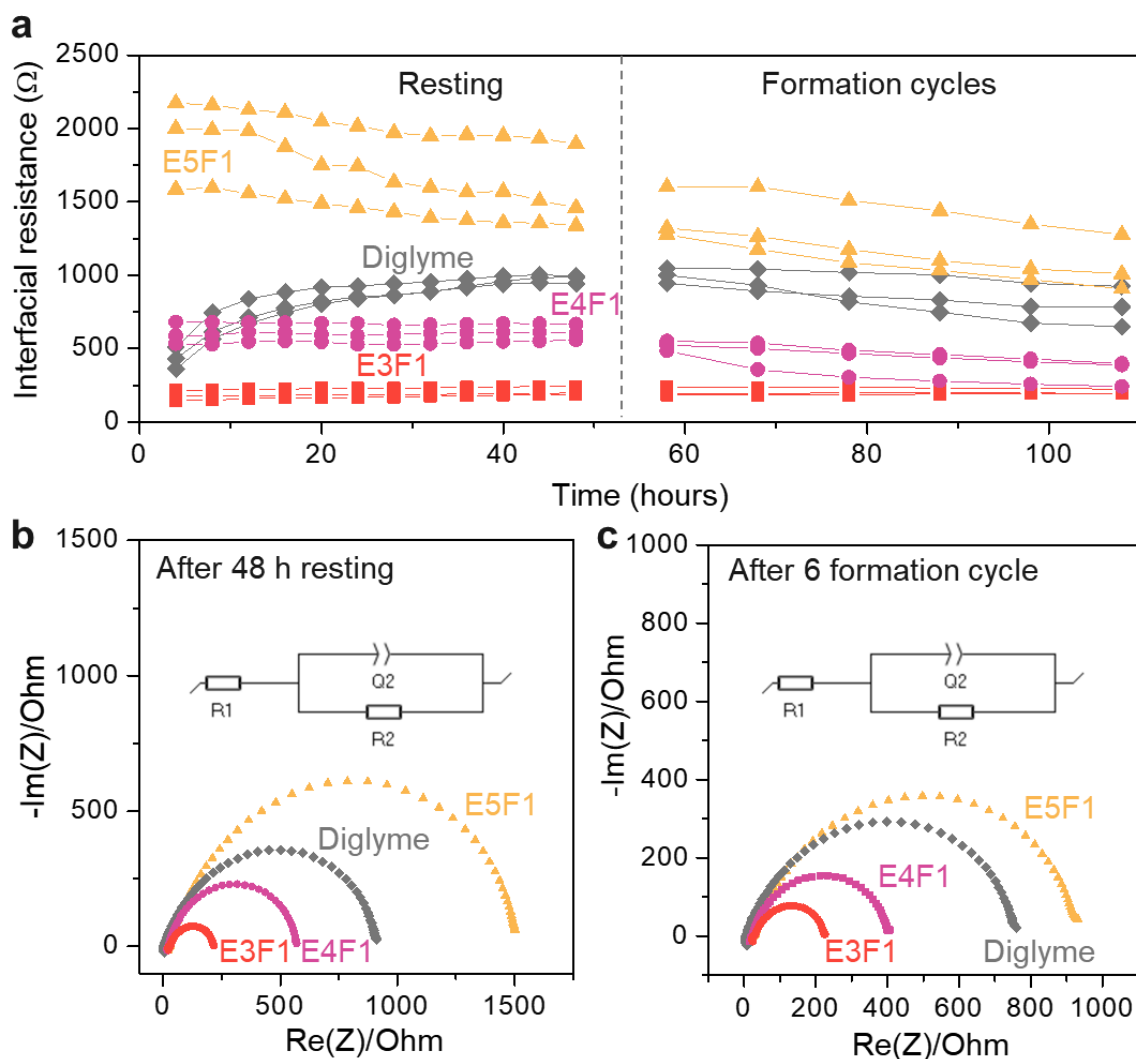 a
2500
2000
1500
1000
500
0
Interfacial resistance (Ω)
Resting
Formation cycles
E5F1
Diglyme
E4F1
E3F1
0 20 40 60 80 100
Time (hours)
b
1500
1000
500
0
-Im(Z)/Ohm
After 48 h resting
R1
Q2
R2
E5F1
Diglyme
E4F1
E3F1
0 500 1000 1500
Re(Z)/Ohm
c
1000
800
600
400
200
0
-Im(Z)/Ohm
After 6 formation cycle
R1
Q2
R2
E5F1
E4F1
E3F1
Diglyme
0 200 400 600 800 1000
Re(Z)/Ohm